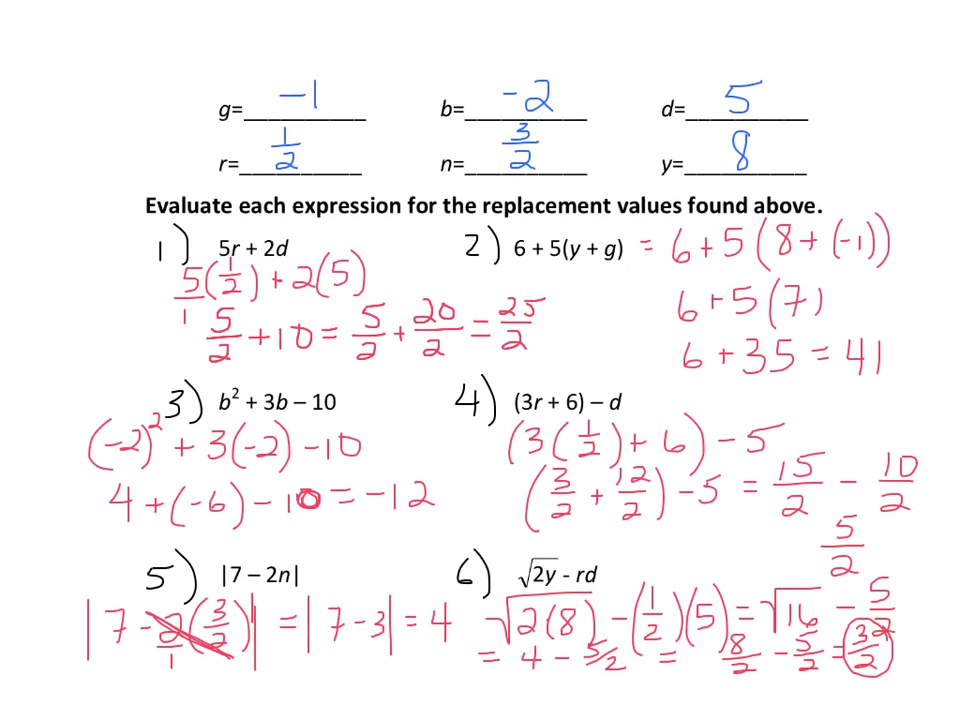 g= -1 b= -2 d= 5
r= 1/2 n= 3/2 y= 8
Evaluate each expression for the replacement values found above.
1) 5r + 2d
5/1(1/2) + 2(5)
5/2 + 10 = 5/2 + 20/2 = 25/2
2) 6 + 5(y + g) = 6 + 5(8 + (-1))
6 + 5(7)
6 + 35 = 41
3) b² + 3b – 10
(-2)² + 3(-2) - 10
4 + (-6) - 10 = -12
4) (3r + 6) – d
(3(1/2) + 6) - 5
(3/2 + 12/2) - 5 = 15/2 - 10/2
5/2
5) |7 – 2n|
|7 - 2/1(3/2)| = |7 - 3| = 4
6) √2y - rd
√2(8) - (1/2)(5) = √16 - 5/2
= 4 - 5/2 = 8/2 - 5/2 = 3/2